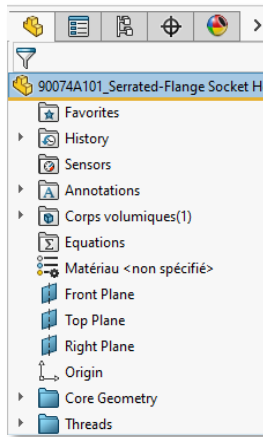 90074A101_Serrated-Flange Socket H
Favorites
History
Sensors
Annotations
Corps volumiques(1)
Equations
Matériau <non spécifié>
Front Plane
Top Plane
Right Plane
Origin
Core Geometry
Threads